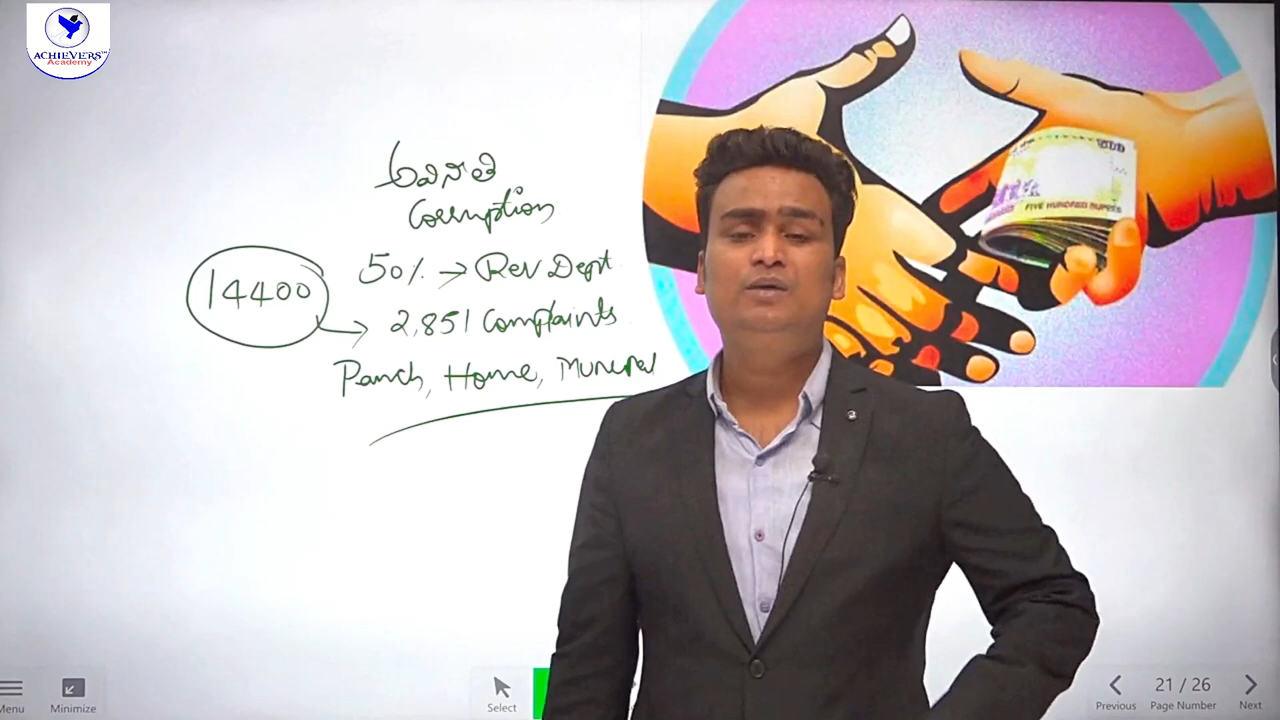 ACHIEVERS
Academy
అవినీతి
Corruption
14400
50% → Rev Dept
→ 2,851 Complaints
Panch, Home, Municipal
FIVE HUNDRED RUPEES
Menu
Minimize
Select
Previous
21 / 26
Page Number
Next